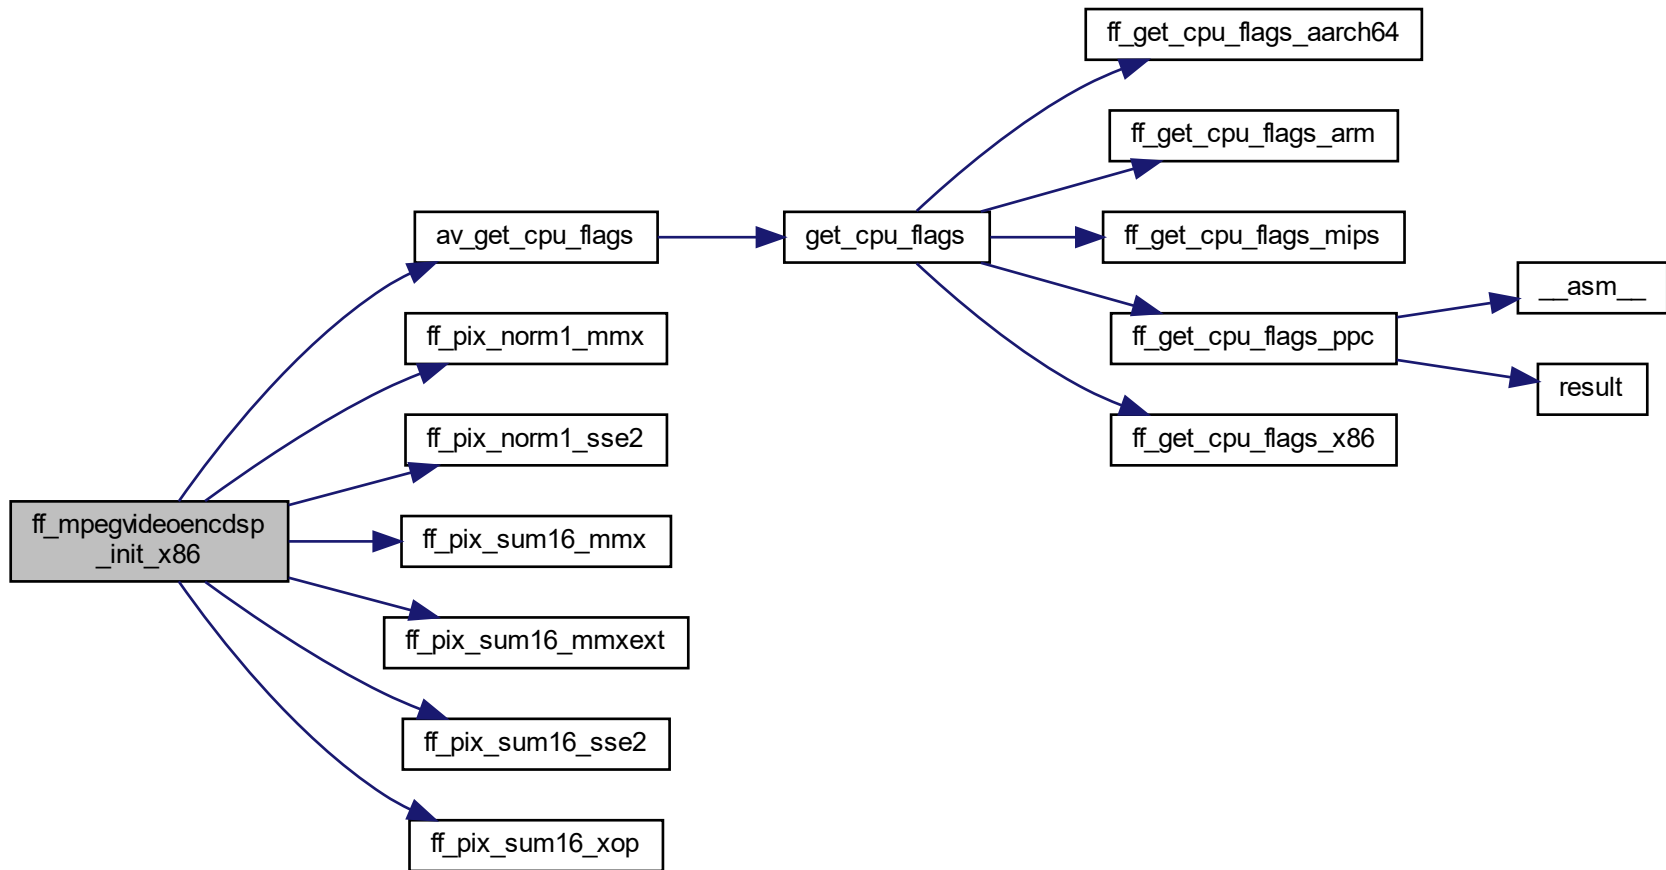 ff_mpegvideoencdsp
_init_x86
av_get_cpu_flags
ff_pix_norm1_mmx
ff_pix_norm1_sse2
ff_pix_sum16_mmx
ff_pix_sum16_mmxext
ff_pix_sum16_sse2
ff_pix_sum16_xop
get_cpu_flags
ff_get_cpu_flags_aarch64
ff_get_cpu_flags_arm
ff_get_cpu_flags_mips
ff_get_cpu_flags_ppc
ff_get_cpu_flags_x86
__asm__
result